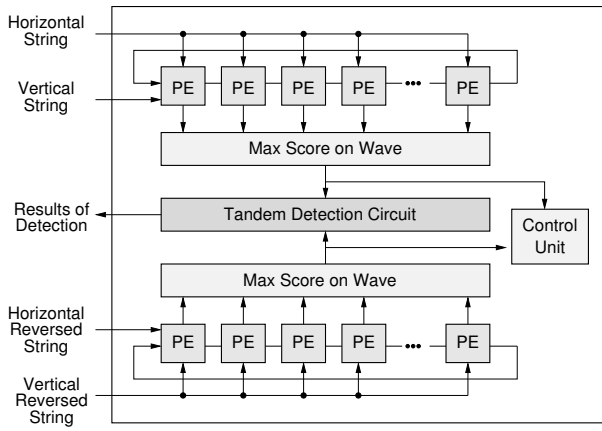 Horizontal
String
Vertical
String
PE PE PE PE ••• PE
Max Score on Wave
Results of
Detection
Tandem Detection Circuit
Control
Unit
Max Score on Wave
Horizontal
Reversed
String
PE PE PE PE ••• PE
Vertical
Reversed
String